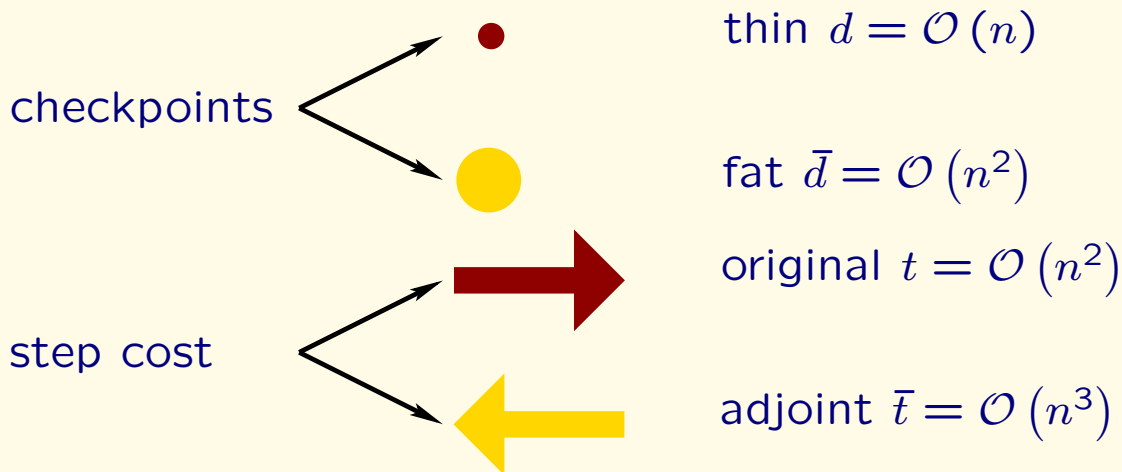 thin d = 𝒪 (n)
checkpoints
fat d̄ = 𝒪 (n²)
original t = 𝒪 (n²)
step cost
adjoint t̄ = 𝒪 (n³)